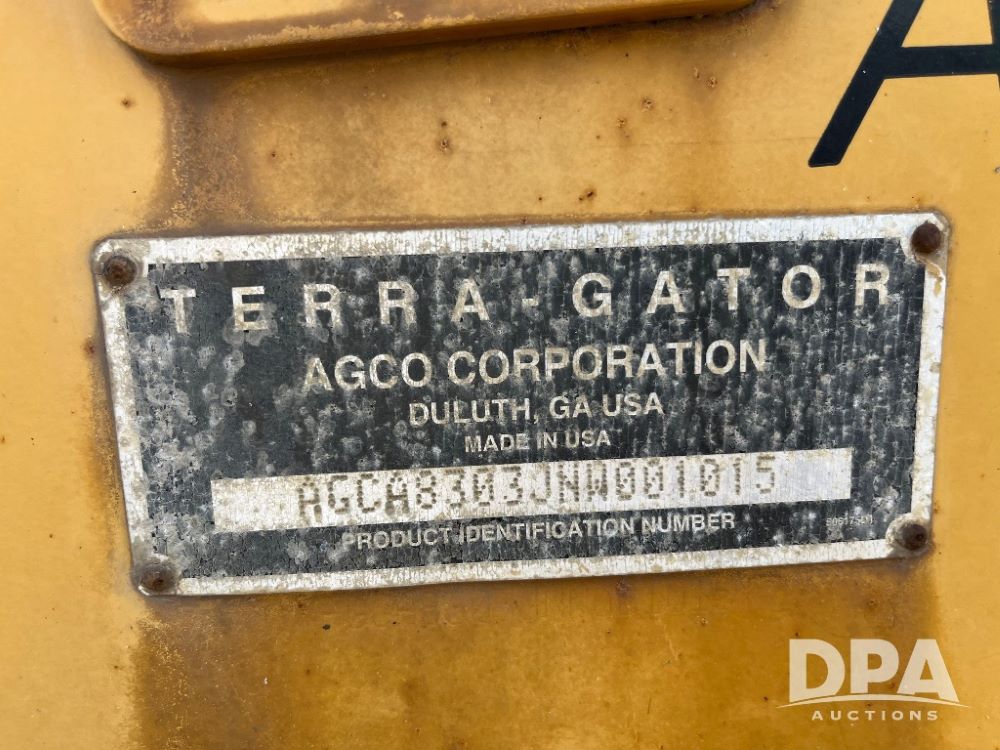 A
TERRA-GATOR
AGCO CORPORATION
DULUTH, GA USA
MADE IN USA
AGCA8303JNW001015
PRODUCT IDENTIFICATION NUMBER
DPA
AUCTIONS